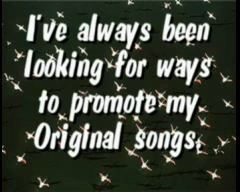 I've always been
looking for ways
to promote my
Original songs.